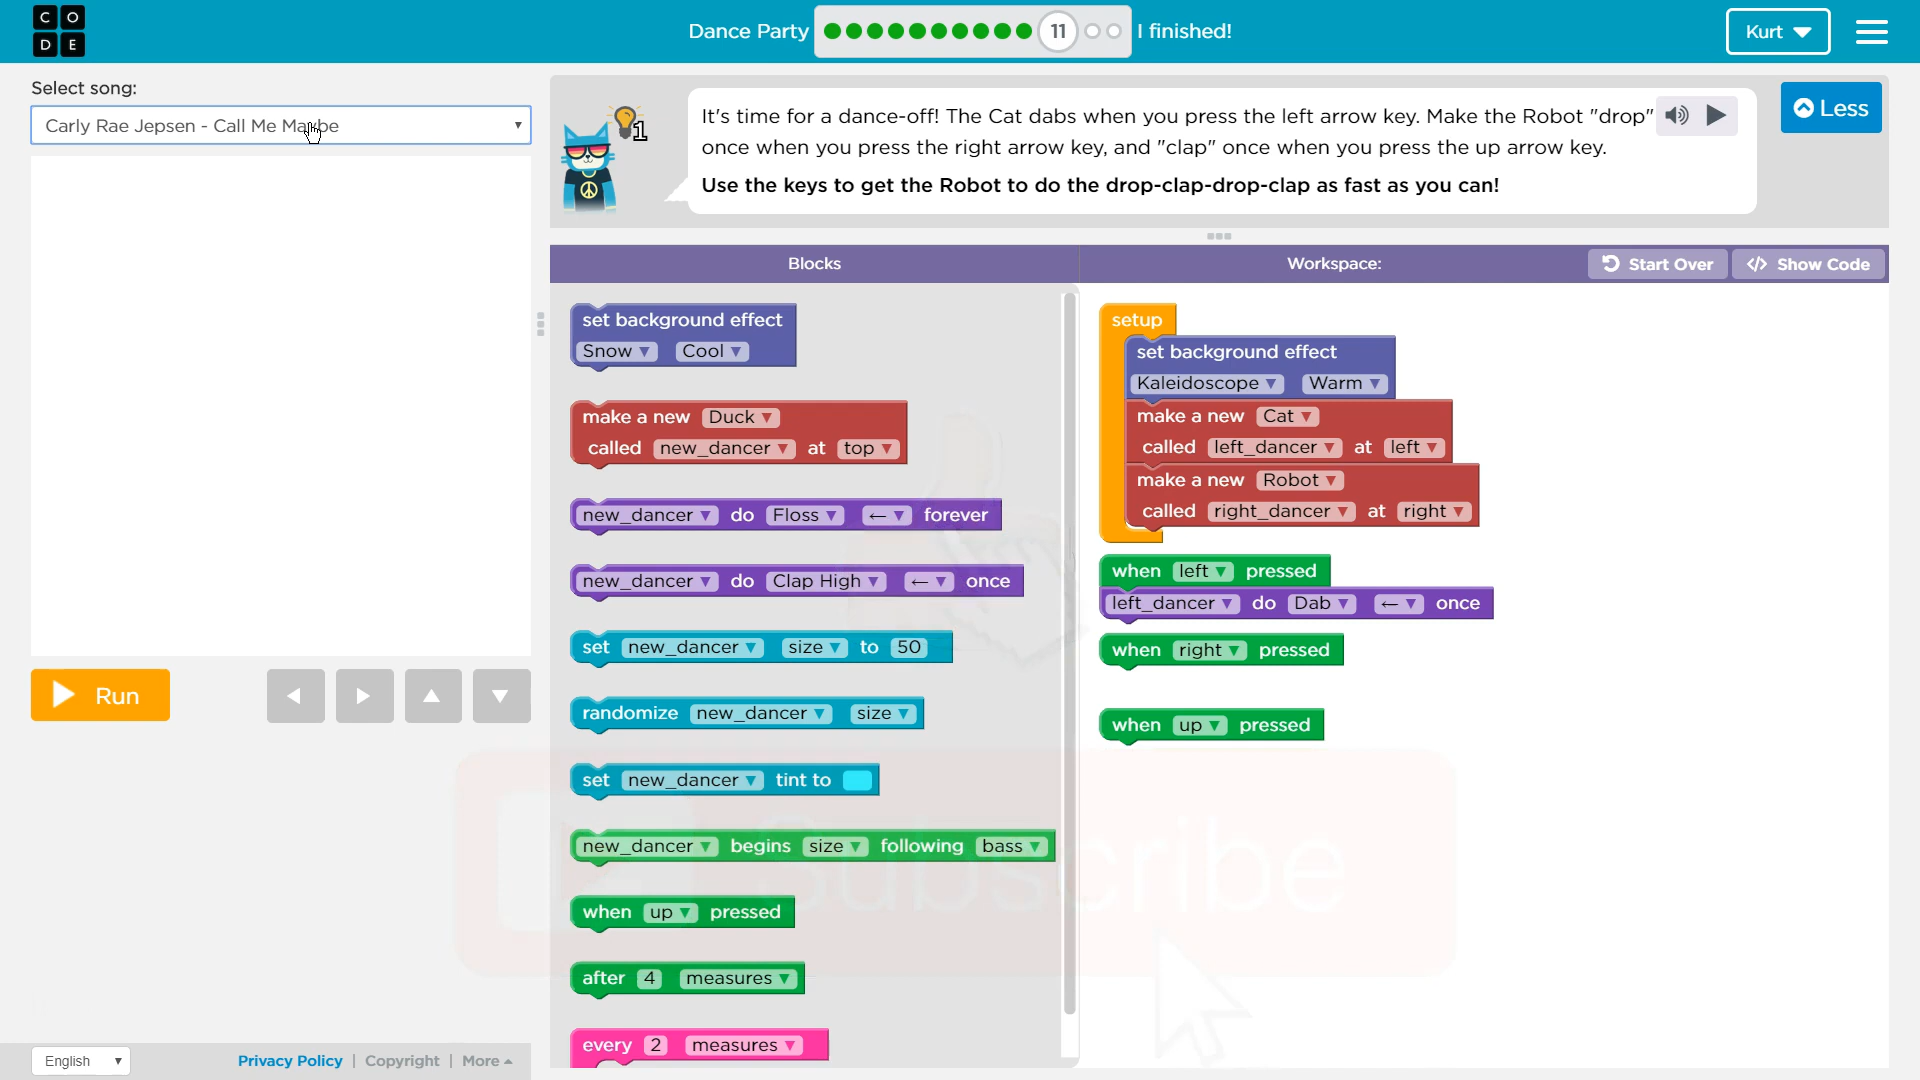 C O
D E
Dance Party
11
I finished!
Kurt
Select song:
Carly Rae Jepsen - Call Me Maybe
1
It's time for a dance-off! The Cat dabs when you press the left arrow key. Make the Robot "drop"
once when you press the right arrow key, and "clap" once when you press the up arrow key.
Use the keys to get the Robot to do the drop-clap-drop-clap as fast as you can!
Less
Blocks
Workspace:
Start Over
</> Show Code
set background effect
Snow Cool
make a new Duck
called new_dancer at top
new_dancer do Floss ← forever
new_dancer do Clap High ← once
set new_dancer size to 50
randomize new_dancer size
set new_dancer tint to
new_dancer begins size following bass
when up pressed
after 4 measures
every 2 measures
setup
set background effect
Kaleidoscope Warm
make a new Cat
called left_dancer at left
make a new Robot
called right_dancer at right
when left pressed
left_dancer do Dab ← once
when right pressed
when up pressed
Run
Subscribe
English
Privacy Policy | Copyright | More